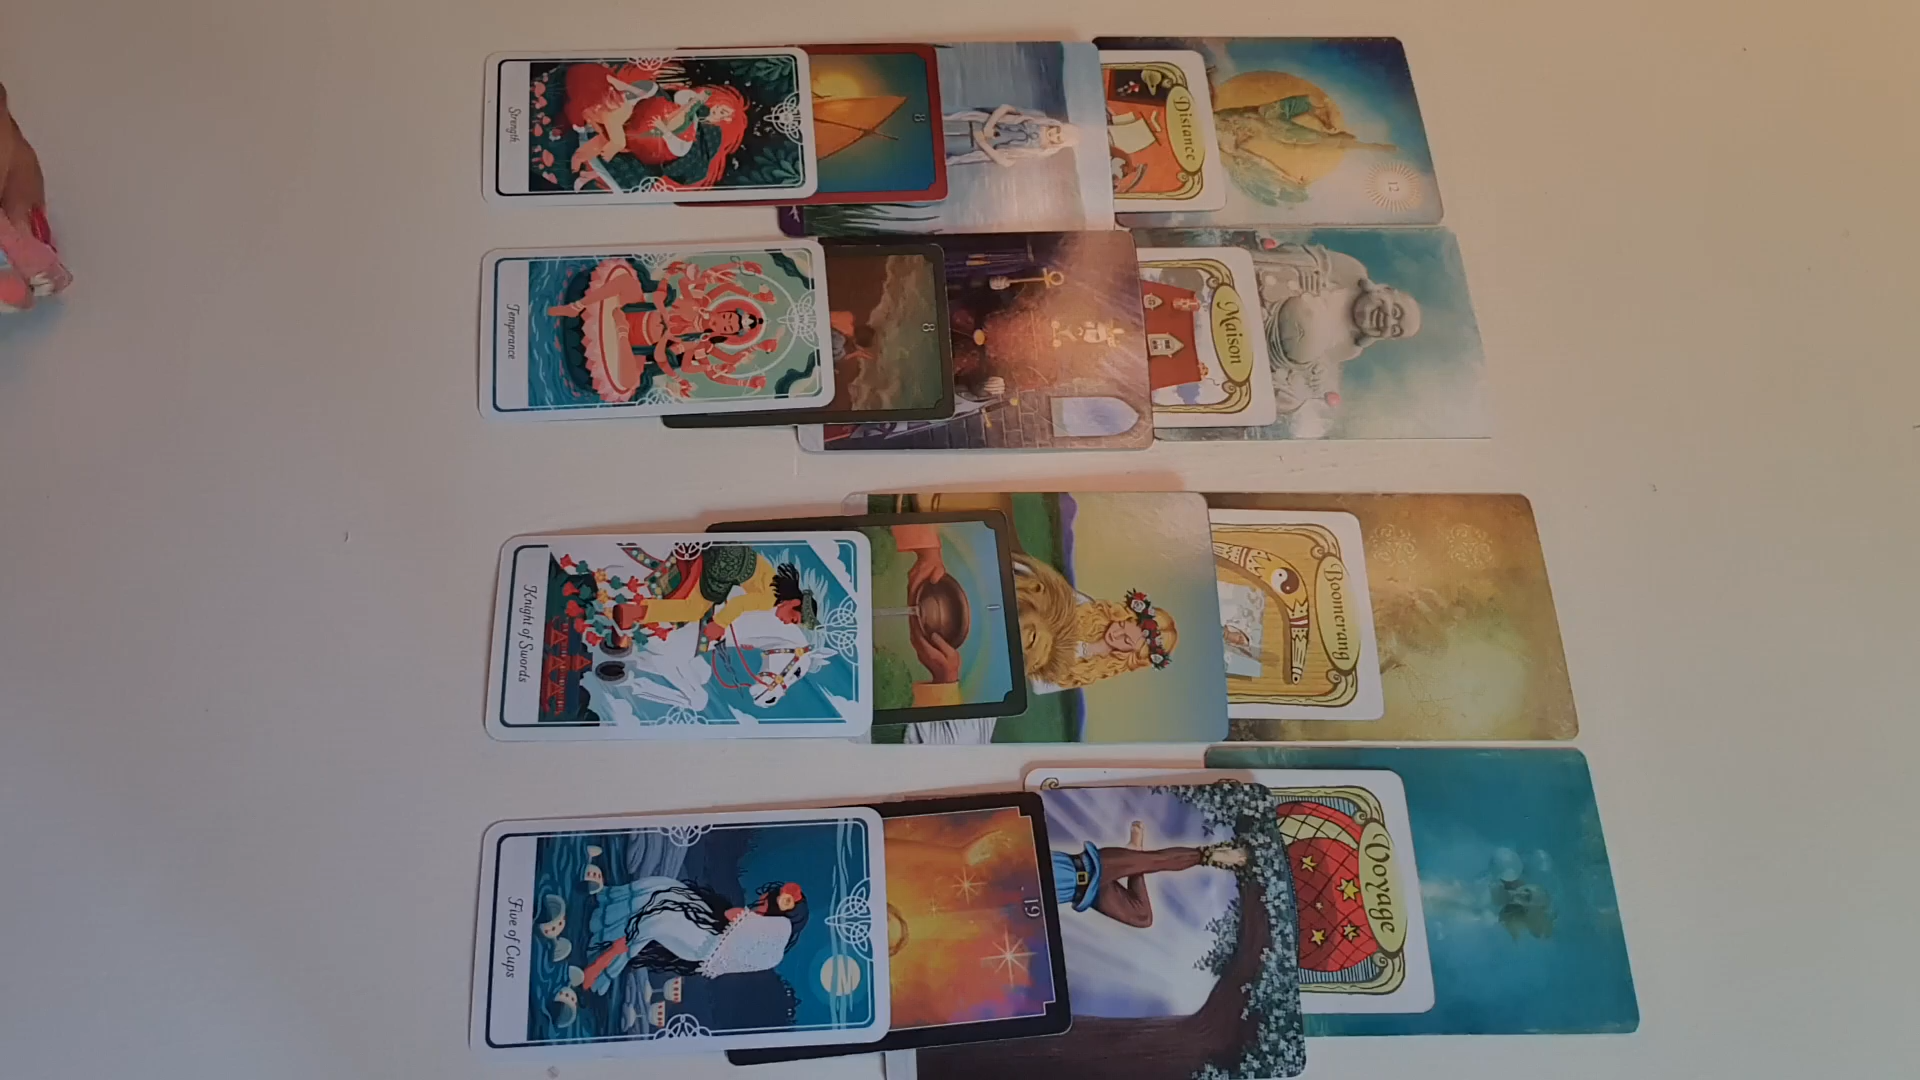 Strength
8
Distance
12
Temperance
8
Maison
Knight of Swords
1
Boomerang
Five of Cups
19
Voyage